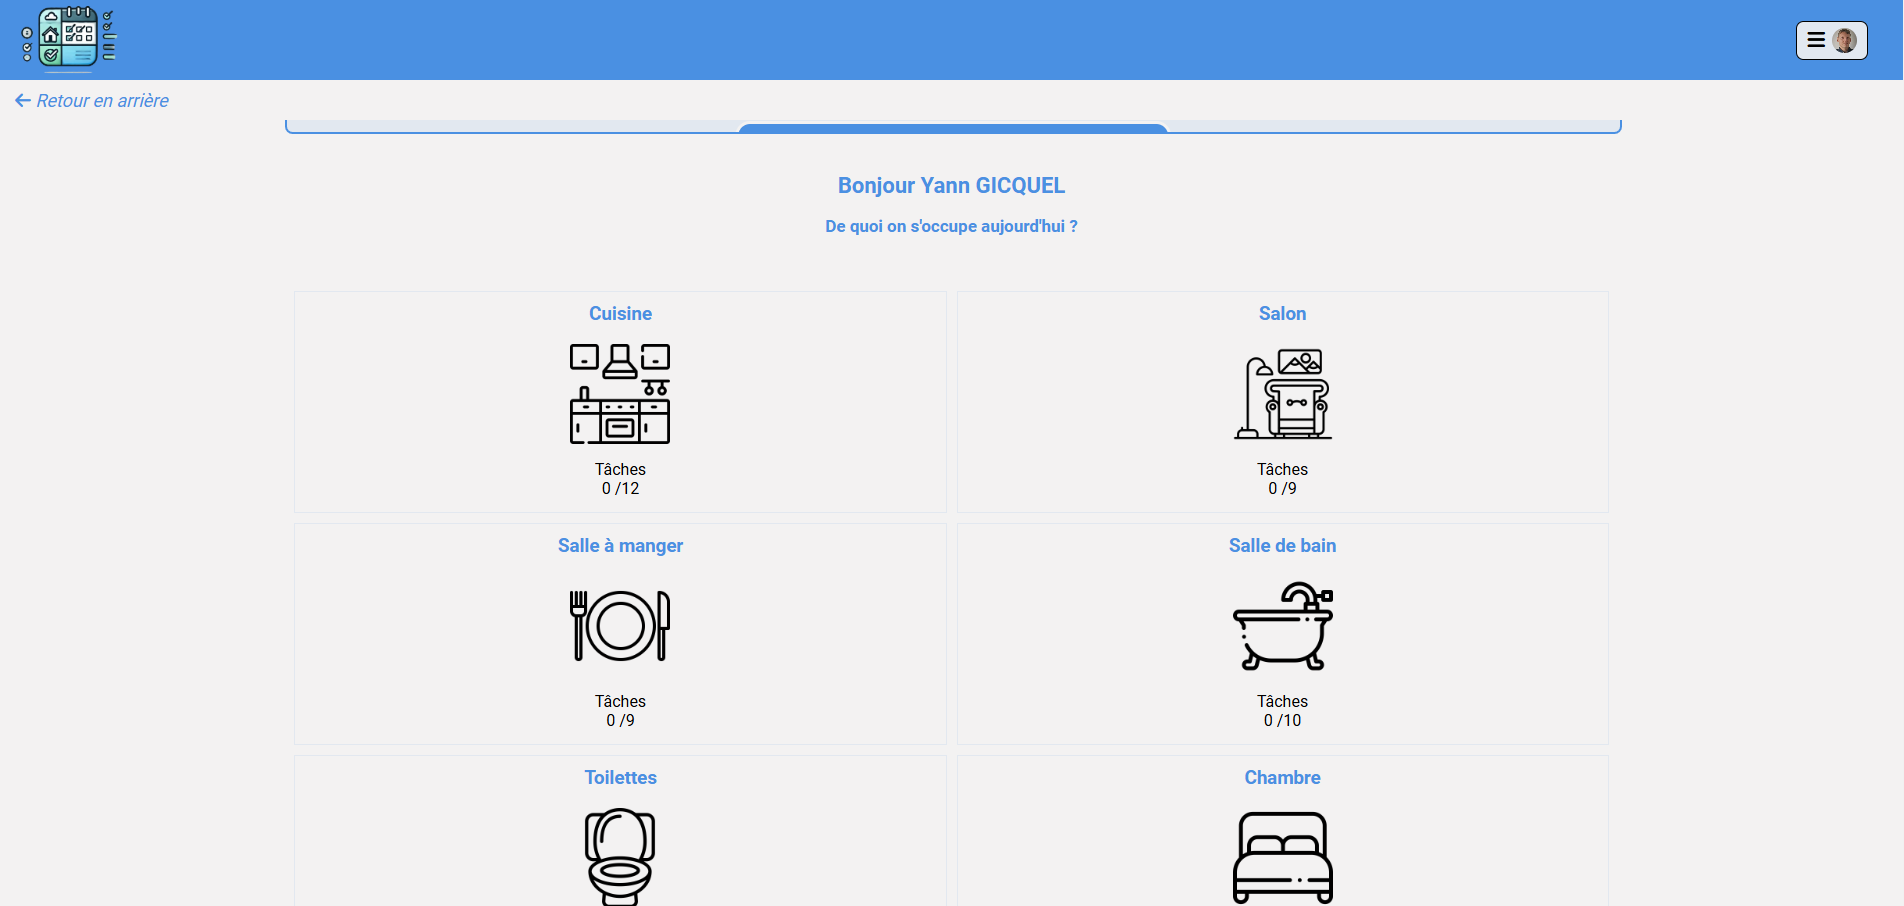 Retour en arrière
Bonjour Yann GICQUEL
De quoi on s'occupe aujourd'hui ?
Cuisine
Tâches
0 /12
Salon
Tâches
0 /9
Salle à manger
Tâches
0 /9
Salle de bain
Tâches
0 /10
Toilettes
Chambre